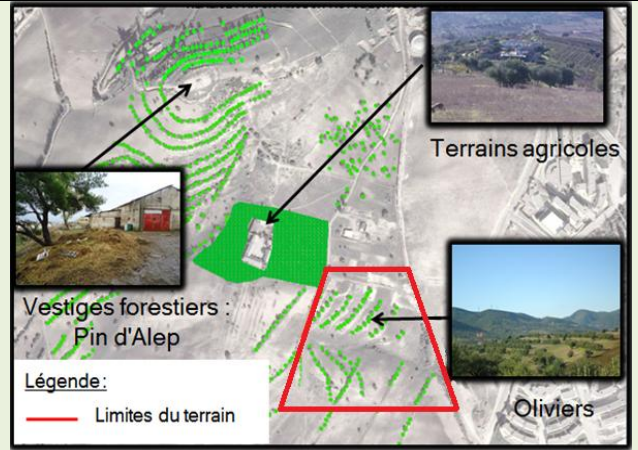 Terrains agricoles
Vestiges forestiers :
Pin d'Alep
Légende:
Limites du terrain
Oliviers